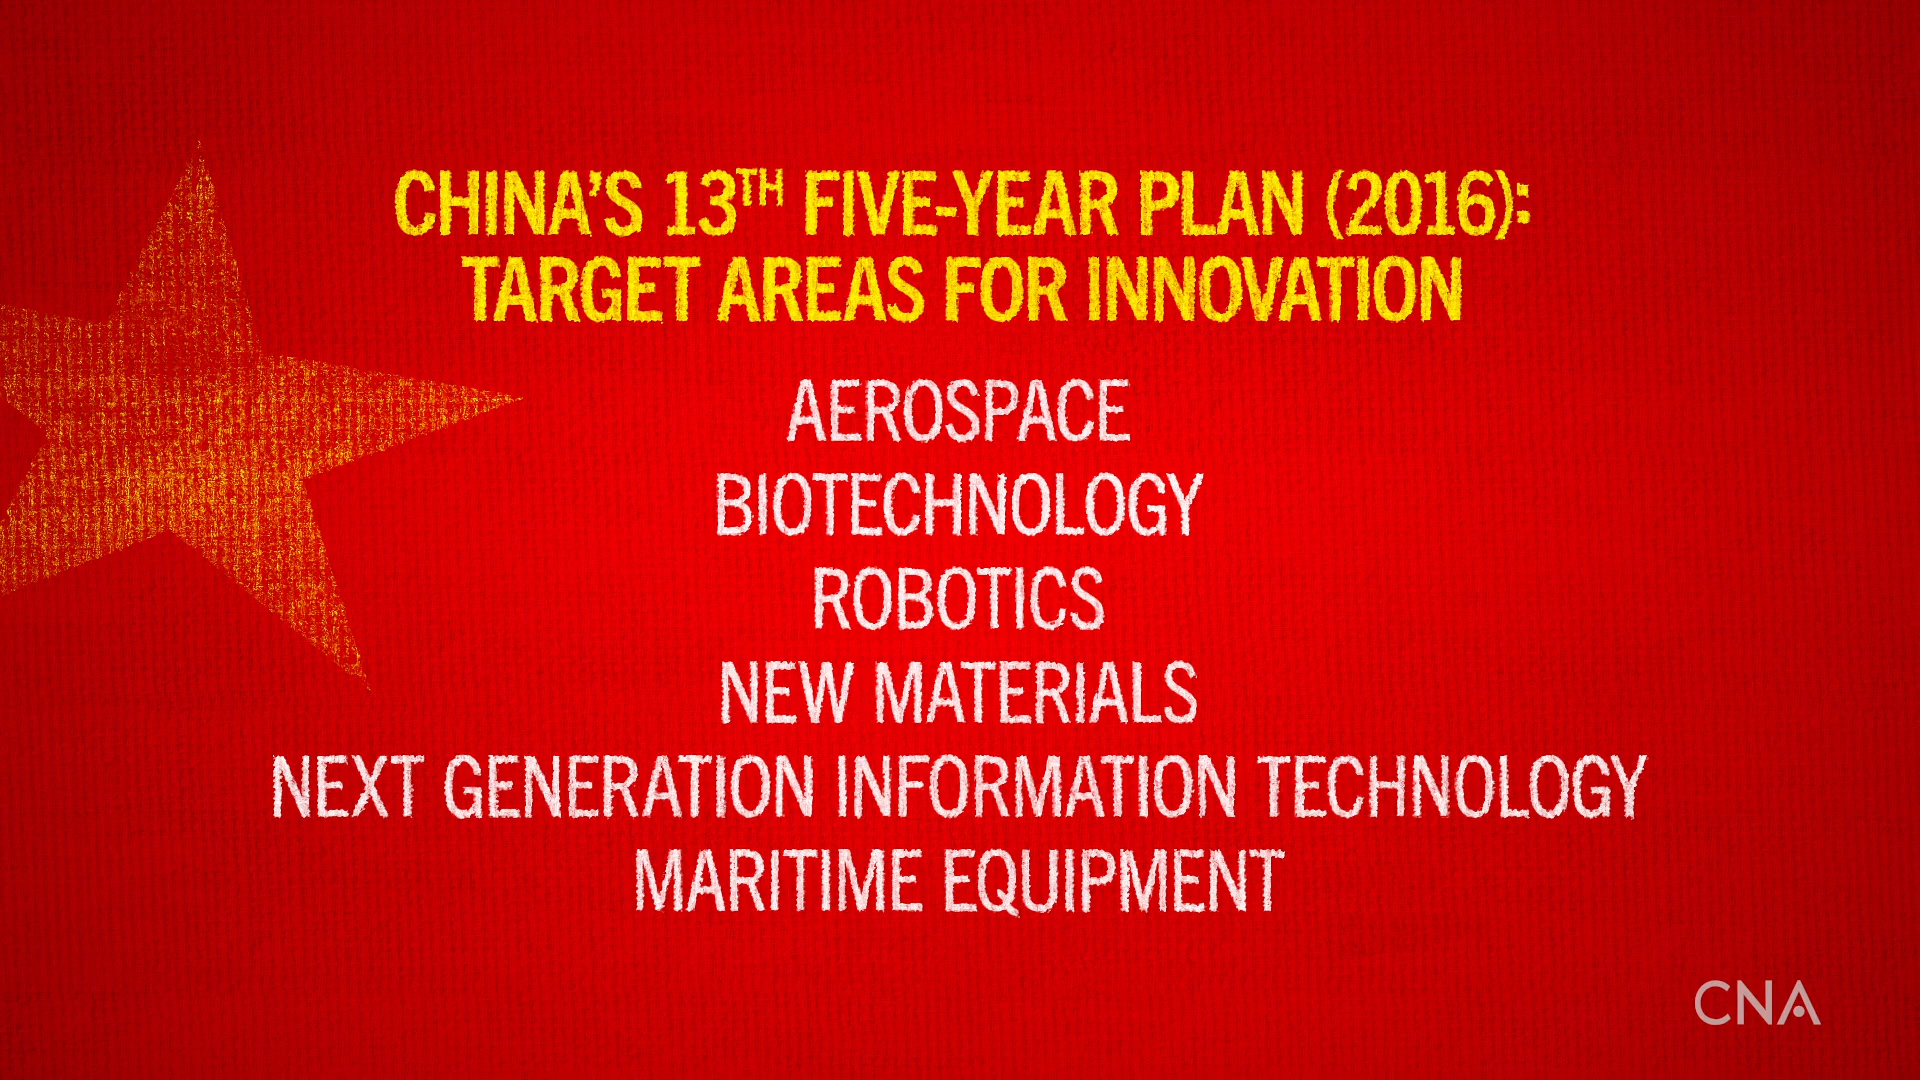 CHINA'S 13TH FIVE-YEAR PLAN (2016):
TARGET AREAS FOR INNOVATION
AEROSPACE
BIOTECHNOLOGY
ROBOTICS
NEW MATERIALS
NEXT GENERATION INFORMATION TECHNOLOGY
MARITIME EQUIPMENT
CNA